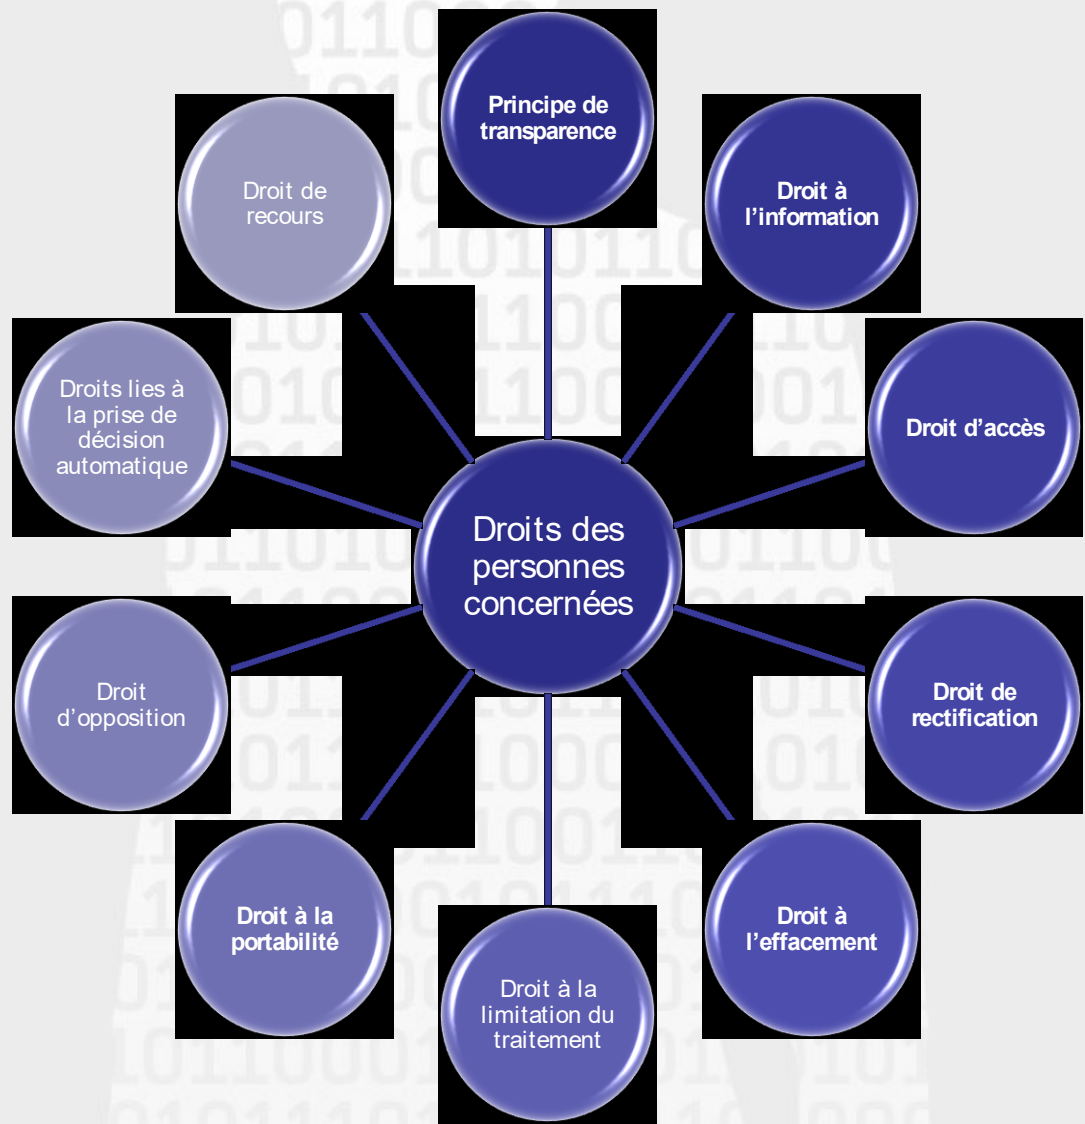 Principe de
transparence
Droit à
l’information
Droit d’accès
Droit de
rectification
Droit à
l’effacement
Droit à la
limitation du
traitement
Droit à la
portabilité
Droit
d’opposition
Droits lies à
la prise de
décision
automatique
Droit de
recours
Droits des
personnes
concernées